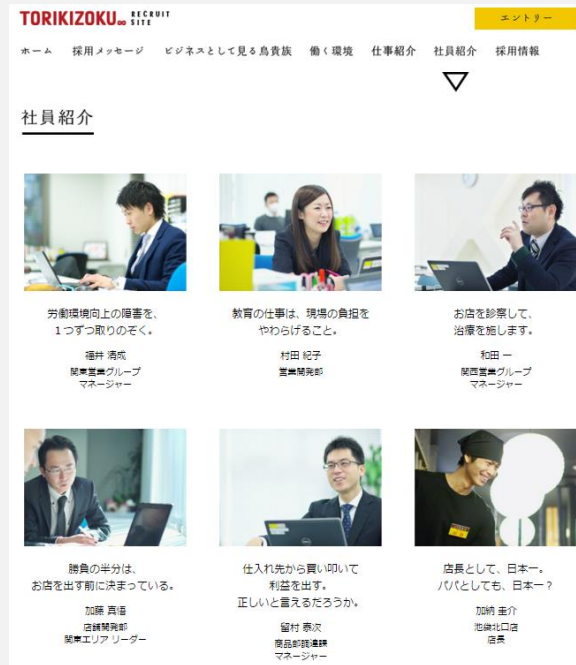 TORIKIZOKU RECRUIT SITE
エントリー
ホーム 採用メッセージ ビジネスとして見る鳥貴族 働く環境 仕事紹介 社員紹介 採用情報
社員紹介
労働環境向上の障害を、
1つずつ取りのぞく。
福井 清成
関東営業グループ
マネージャー
教育の仕事は、現場の負担を
やわらげること。
村田 紀子
営業開発部
お店を診察して、
治療を施します。
和田 一
関西営業グループ
マネージャー
勝負の半分は、
お店を出す前に決まっている。
加藤 真悟
店舗開発部
関東エリア リーダー
仕入れ先から買い叩いて
利益を出す。
正しいと言えるだろうか。
留村 泰次
商品部調達課
マネージャー
店長として、日本一。
パパとしても、日本一?
加納 圭介
池袋北口店
店長